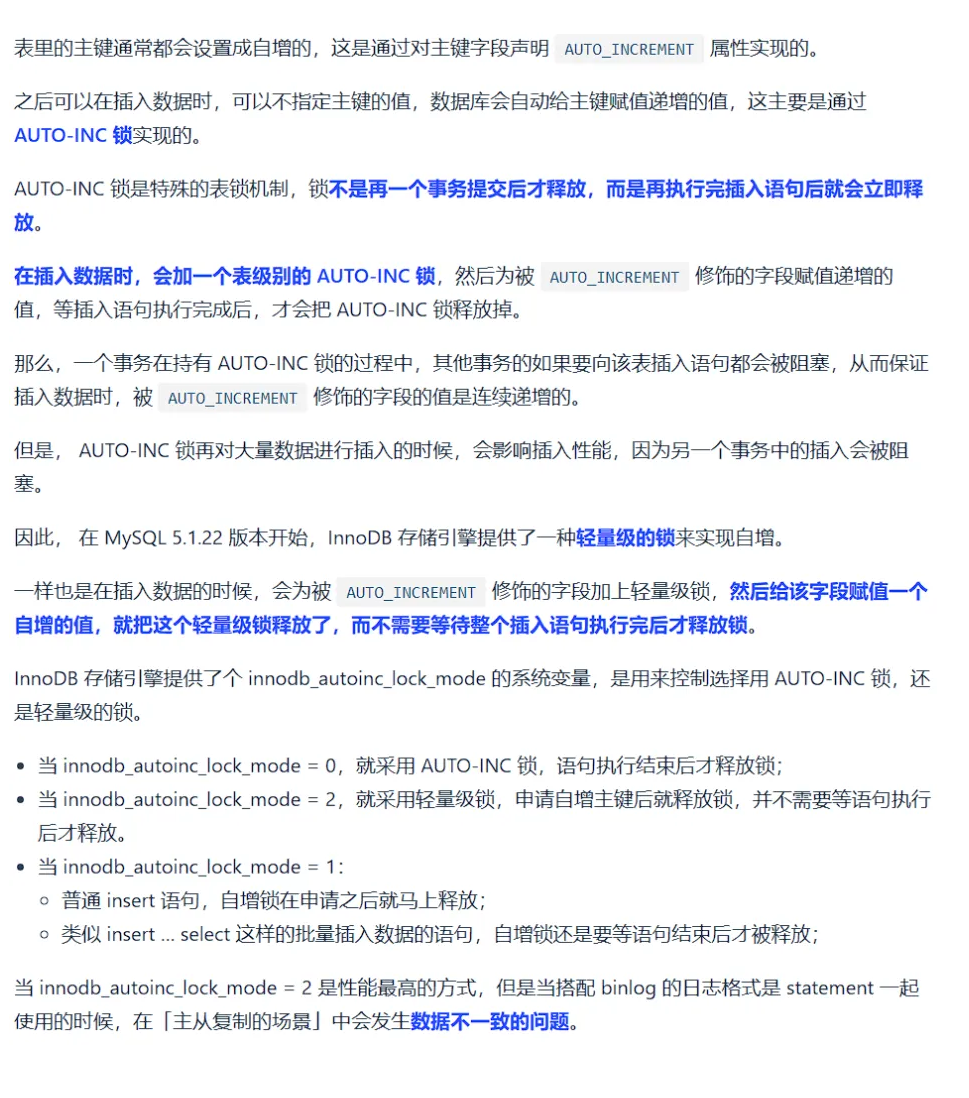 表里的主键通常都会设置成自增的，这是通过对主键字段声明 AUTO_INCREMENT 属性实现的。
之后可以在插入数据时，可以不指定主键的值，数据库会自动给主键赋值递增的值，这主要是通过
AUTO-INC 锁实现的。
AUTO-INC 锁是特殊的表锁机制，锁不是再一个事务提交后才释放，而是再执行完插入语句后就会立即释
放。
在插入数据时，会加一个表级别的 AUTO-INC 锁，然后为被 AUTO_INCREMENT 修饰的字段赋值递增的
值，等插入语句执行完成后，才会把 AUTO-INC 锁释放掉。
那么，一个事务在持有 AUTO-INC 锁的过程中，其他事务的如果要向该表插入语句都会被阻塞，从而保证
插入数据时，被 AUTO_INCREMENT 修饰的字段的值是连续递增的。
但是， AUTO-INC 锁再对大量数据进行插入的时候，会影响插入性能，因为另一个事务中的插入会被阻
塞。
因此， 在 MySQL 5.1.22 版本开始，InnoDB 存储引擎提供了一种轻量级的锁来实现自增。
一样也是在插入数据的时候，会为被 AUTO_INCREMENT 修饰的字段加上轻量级锁，然后给该字段赋值一个
自增的值，就把这个轻量级锁释放了，而不需要等待整个插入语句执行完后才释放锁。
InnoDB 存储引擎提供了个 innodb_autoinc_lock_mode 的系统变量，是用来控制选择用 AUTO-INC 锁，还
是轻量级的锁。
• 当 innodb_autoinc_lock_mode = 0，就采用 AUTO-INC 锁，语句执行结束后才释放锁；
• 当 innodb_autoinc_lock_mode = 2，就采用轻量级锁，申请自增主键后就释放锁，并不需要等语句执行
后才释放。
• 当 innodb_autoinc_lock_mode = 1：
○ 普通 insert 语句，自增锁在申请之后就马上释放；
○ 类似 insert … select 这样的批量插入数据的语句，自增锁还是要等语句结束后才被释放；
当 innodb_autoinc_lock_mode = 2 是性能最高的方式，但是当搭配 binlog 的日志格式是 statement 一起
使用的时候，在「主从复制的场景」中会发生数据不一致的问题。